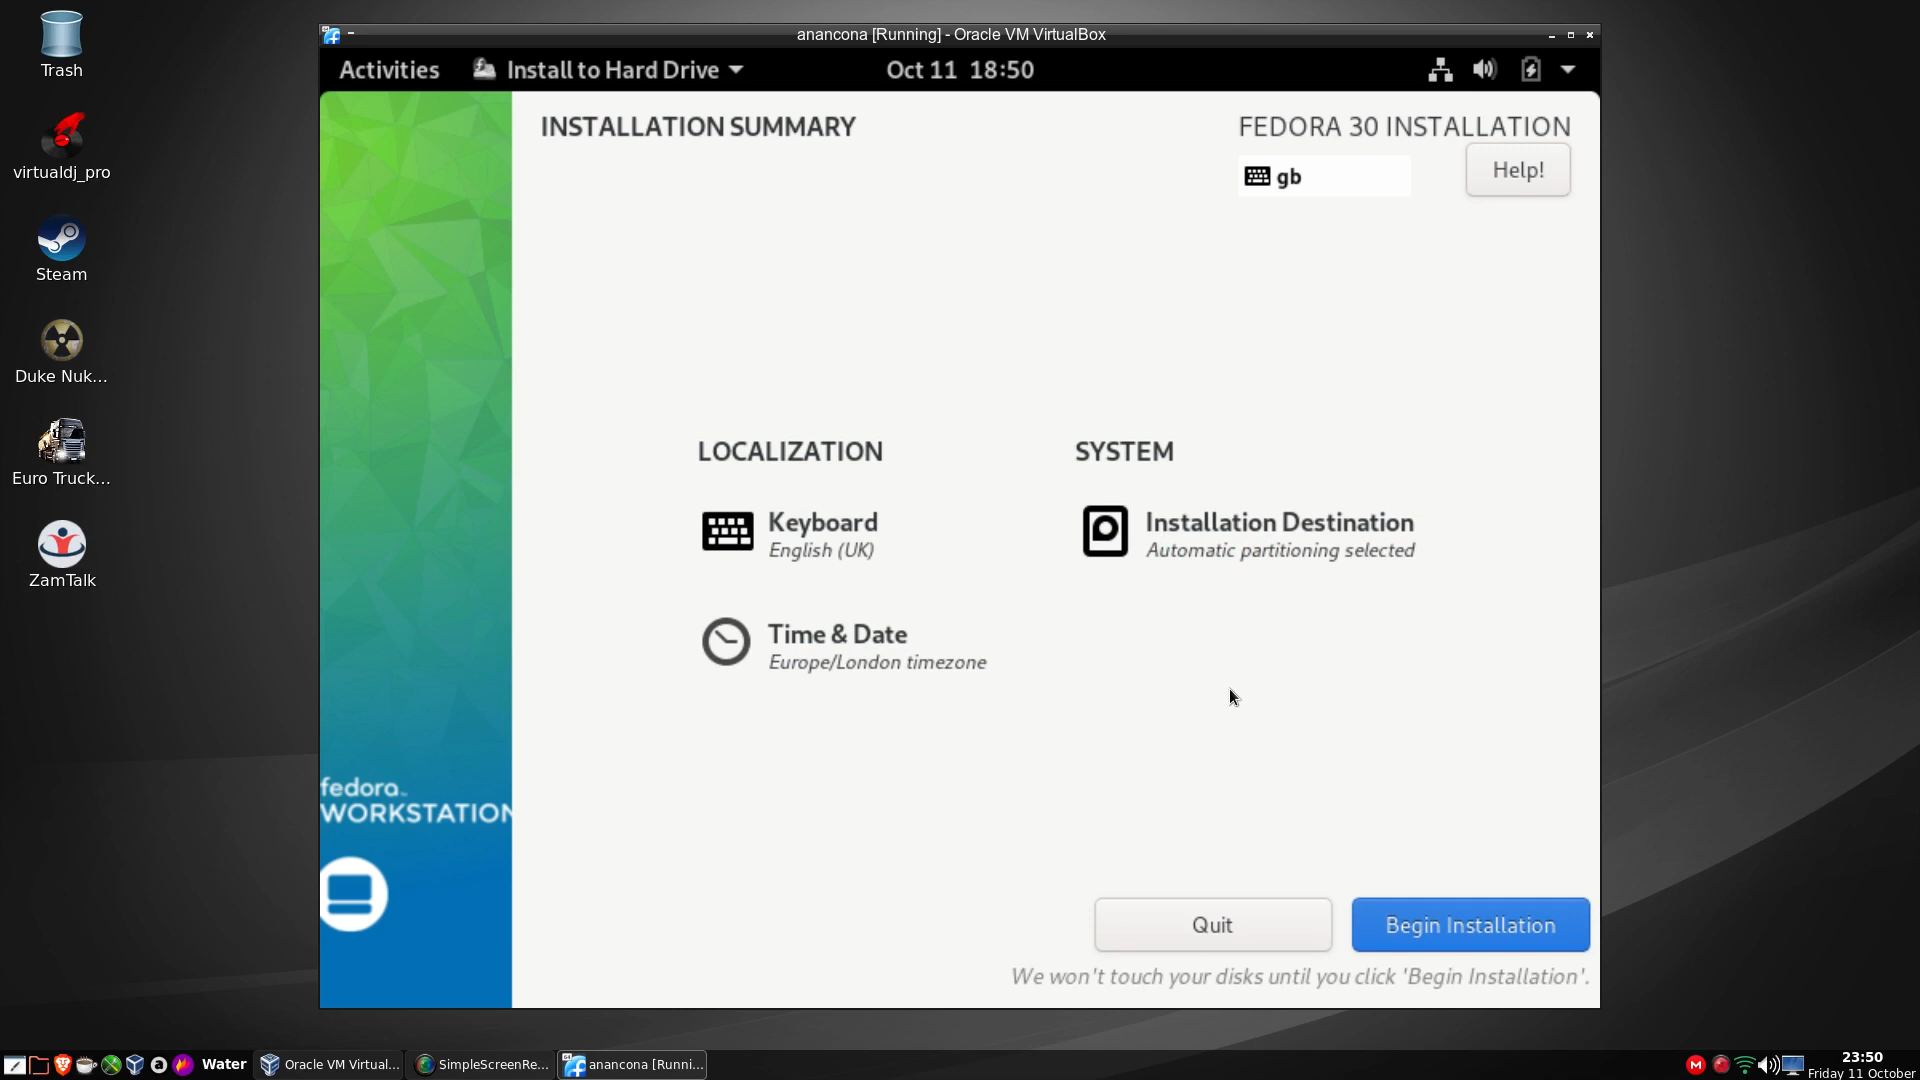 Trash
virtualdj_pro
Steam
Duke Nuk...
Euro Truck...
ZamTalk
anancona [Running] - Oracle VM VirtualBox
Activities Install to Hard Drive Oct 11 18:50
INSTALLATION SUMMARY
FEDORA 30 INSTALLATION
gb
Help!
LOCALIZATION
Keyboard
English (UK)
Time & Date
Europe/London timezone
SYSTEM
Installation Destination
Automatic partitioning selected
fedora™
WORKSTATION
Quit
Begin Installation
We won't touch your disks until you click 'Begin Installation'.
Water
Oracle VM Virtual...
SimpleScreenRe...
anancona [Runni...
23:50
Friday 11 October